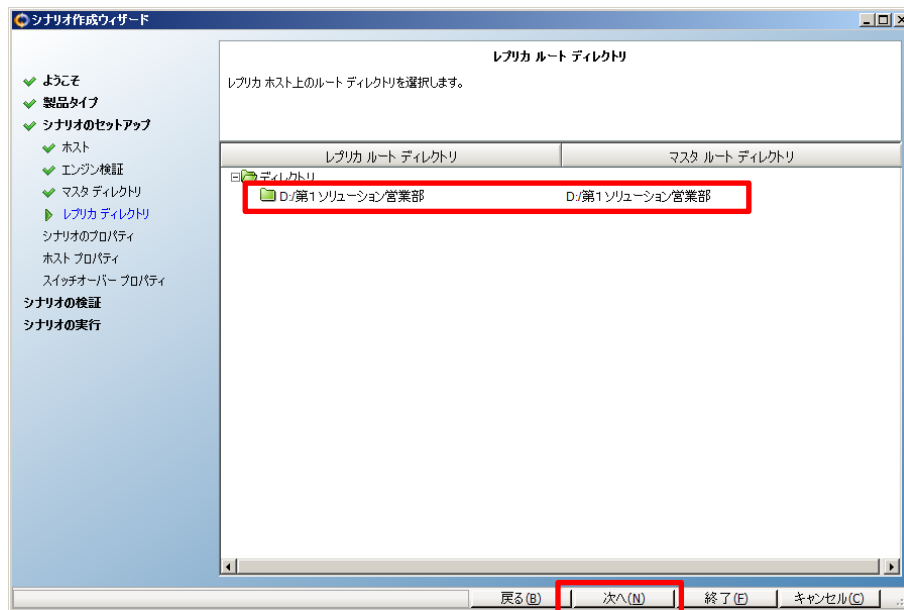 シナリオ作成ウィザード
レプリカ ルート ディレクトリ
レプリカ ホスト上のルート ディレクトリを選択します。
ようこそ
製品タイプ
シナリオのセットアップ
ホスト
エンジン検証
マスタ ディレクトリ
レプリカ ディレクトリ
シナリオのプロパティ
ホスト プロパティ
スイッチオーバー プロパティ
シナリオの検証
シナリオの実行
レプリカ ルート ディレクトリ マスタ ルート ディレクトリ
ディレクトリ
D:/第1ソリューション営業部 D:/第1ソリューション営業部
戻る(B) 次へ(N) 終了(F) キャンセル(C)